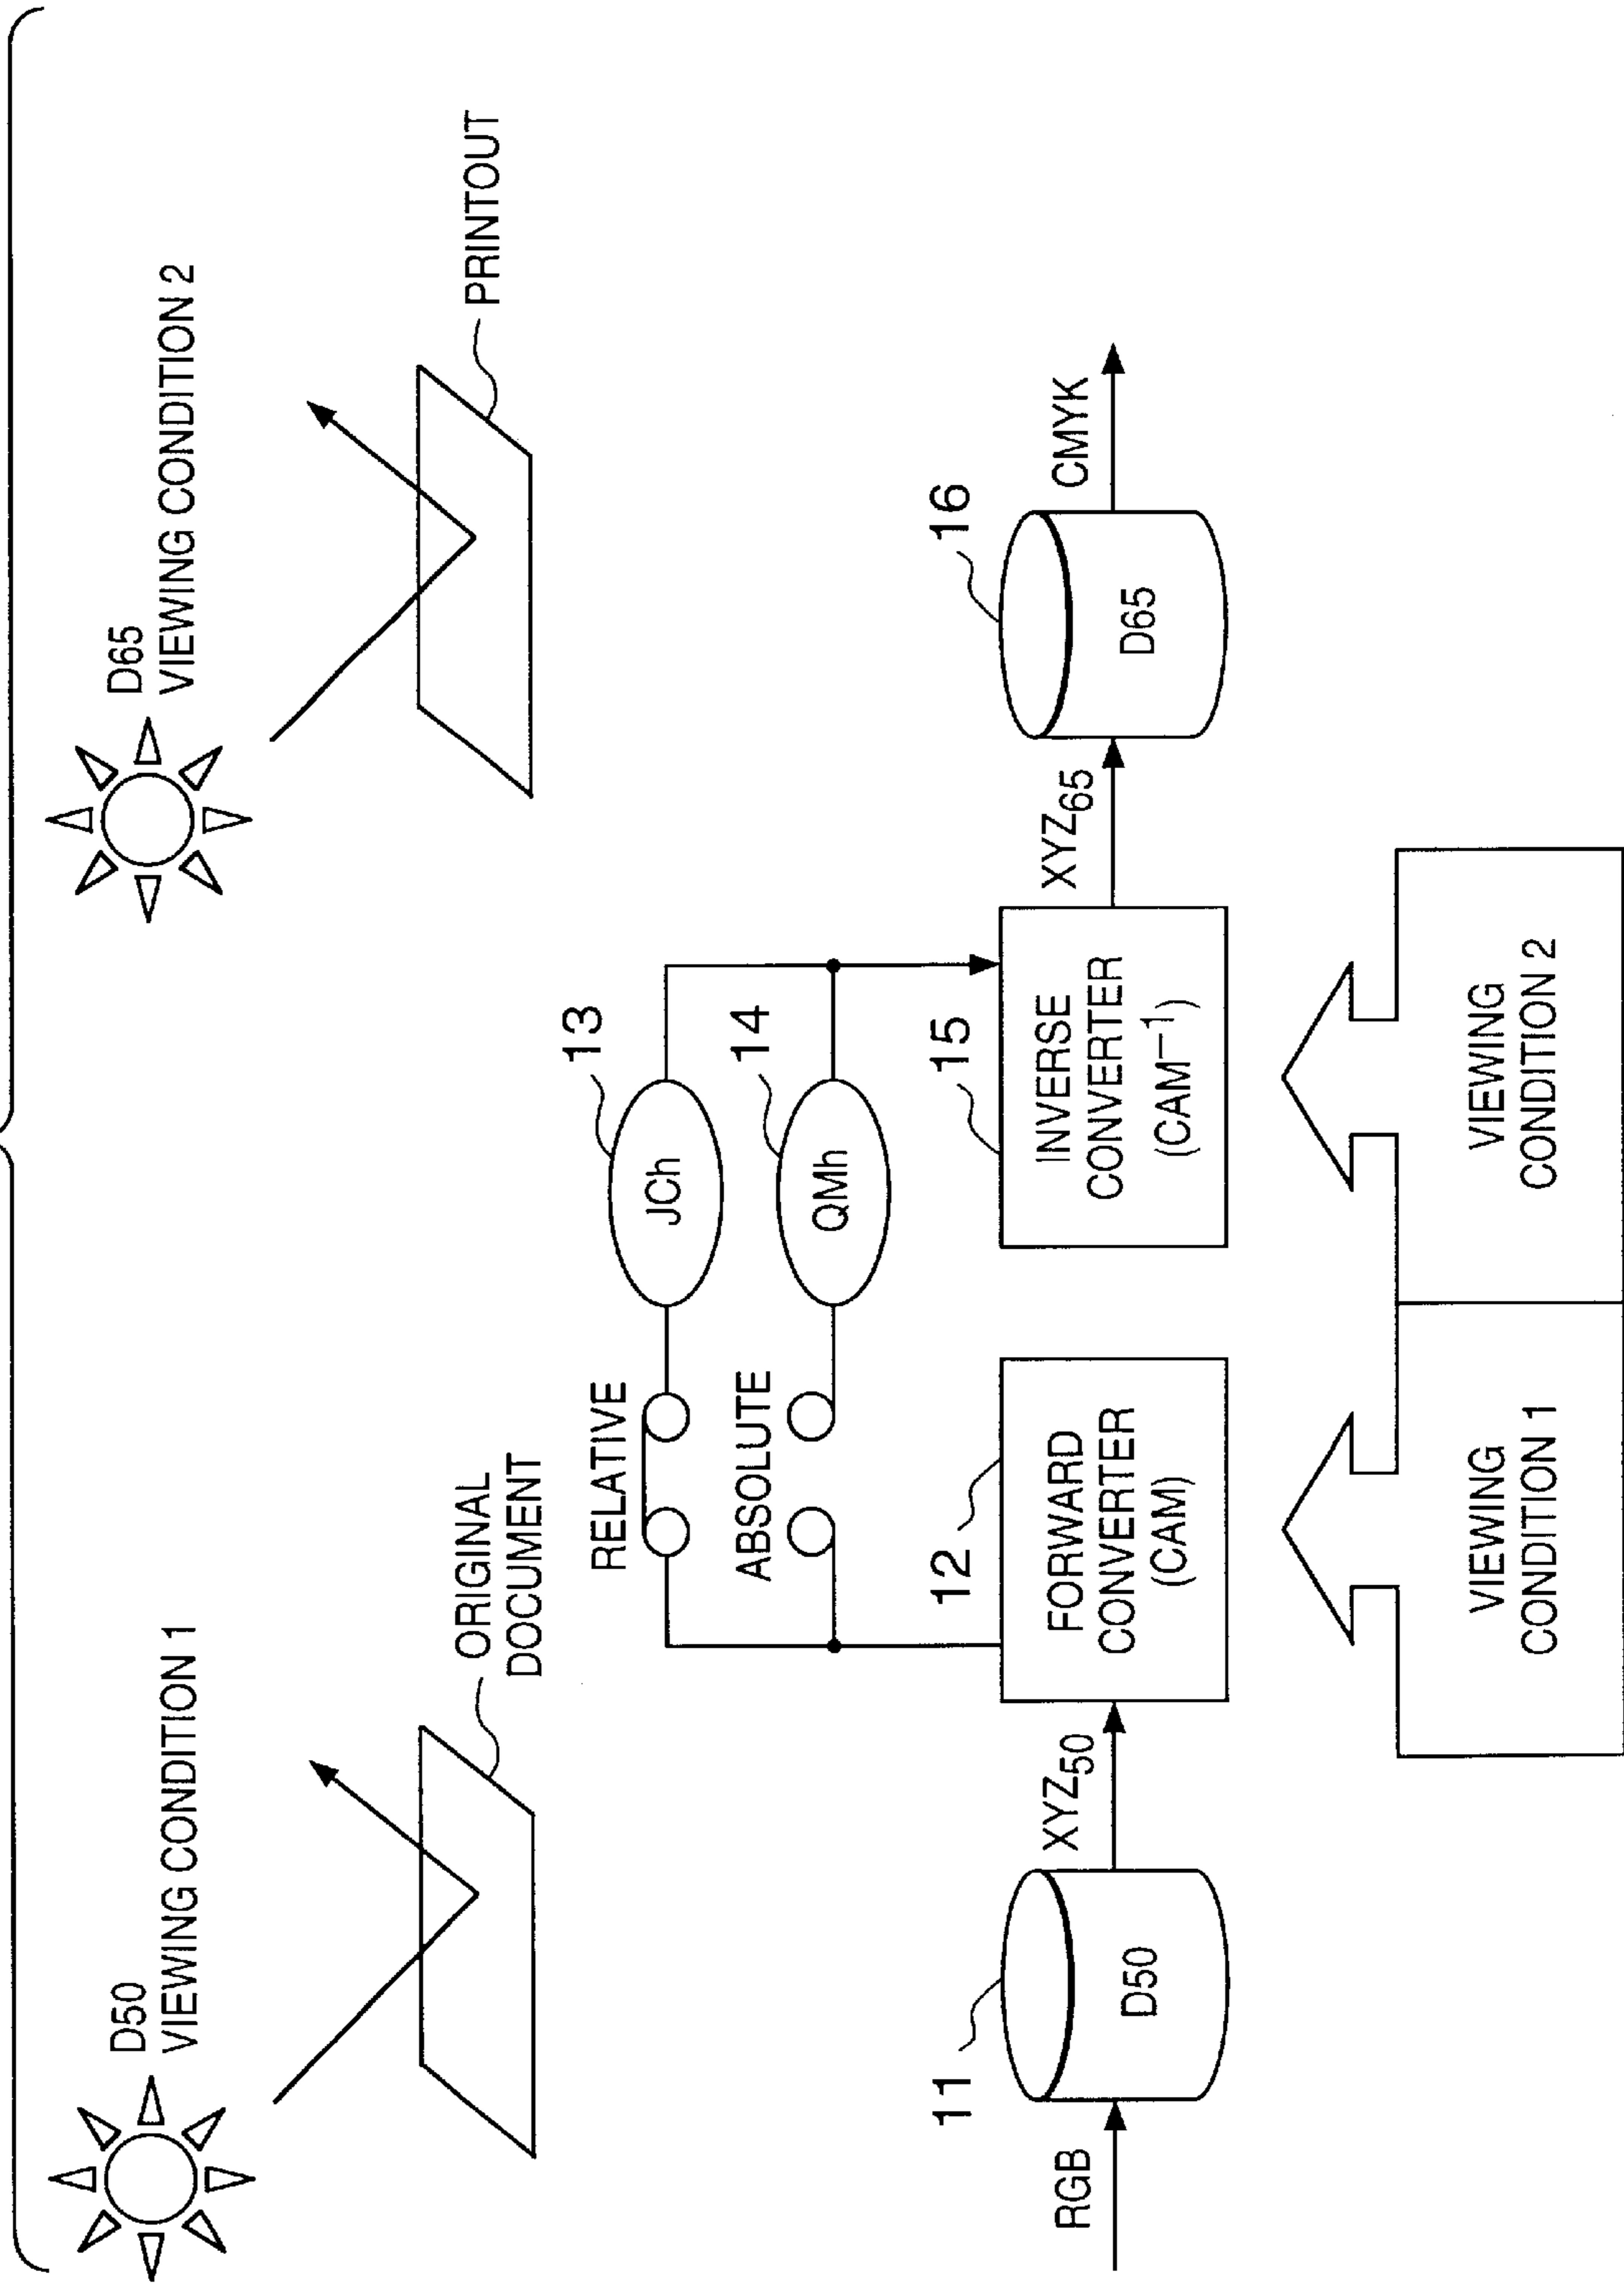 D50
VIEWING CONDITION 1
D65
VIEWING CONDITION 2
ORIGINAL
DOCUMENT
PRINTOUT
RELATIVE
13
JCh
ABSOLUTE
14
QMh
11
12
15
16
RGB
D50
XYZ50
FORWARD
CONVERTER
(CAM)
INVERSE
CONVERTER
(CAM⁻¹)
XYZ65
D65
CMYK
VIEWING
CONDITION 1
VIEWING
CONDITION 2